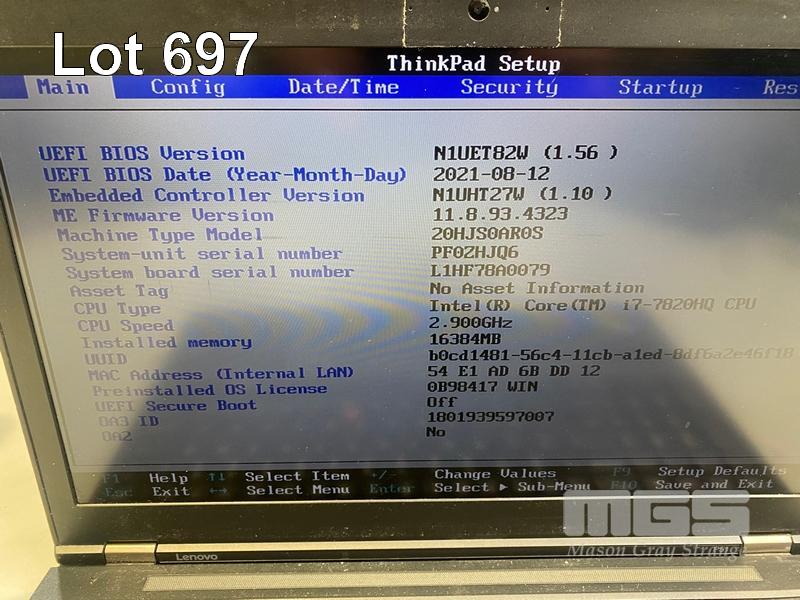 Lot 697
ThinkPad Setup
Main Config Date/Time Security Startup Res
UEFI BIOS Version N1UET82W (1.56 )
UEFI BIOS Date (Year-Month-Day) 2021-08-12
Embedded Controller Version N1UHT27W (1.10 )
ME Firmware Version 11.8.93.4323
Machine Type Model 20HJS0AR0S
System-unit serial number PF0ZHJQ6
System board serial number L1HF78A0079
Asset Tag No Asset Information
CPU Type Intel(R) Core(TM) i7-7820HQ CPU
CPU Speed 2.900GHz
Installed memory 16384MB
UUID b0cd1481-56c4-11cb-a1ed-8df6a2e46f18
MAC Address (Internal LAN) 54 E1 AD 6B DD 12
Preinstalled OS License 0B98417 WIN
UEFI Secure Boot Off
OA3 ID 1801939597007
OA2 No
F1 Help ↑↓ Select Item +/- Change Values F9 Setup Defaults
Esc Exit ←→ Select Menu Enter Select ▶ Sub-Menu F10 Save and Exit
MGS
Mason Gray Strange
Lenovo